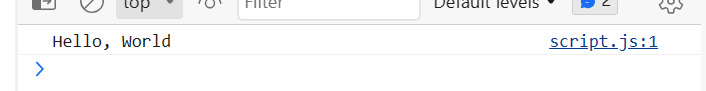 top Filter Default levels 2
Hello, World script.js:1